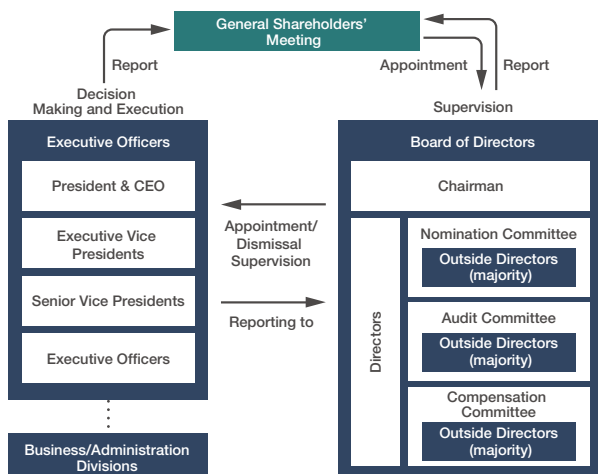 General Shareholders'
Meeting
Report
Appointment
Report
Decision
Making and Execution
Supervision
Executive Officers
President & CEO
Executive Vice
Presidents
Senior Vice Presidents
Executive Officers
Business/Administration
Divisions
Appointment/
Dismissal
Supervision
Reporting to
Board of Directors
Chairman
Directors
Nomination Committee
Outside Directors
(majority)
Audit Committee
Outside Directors
(majority)
Compensation
Committee
Outside Directors
(majority)